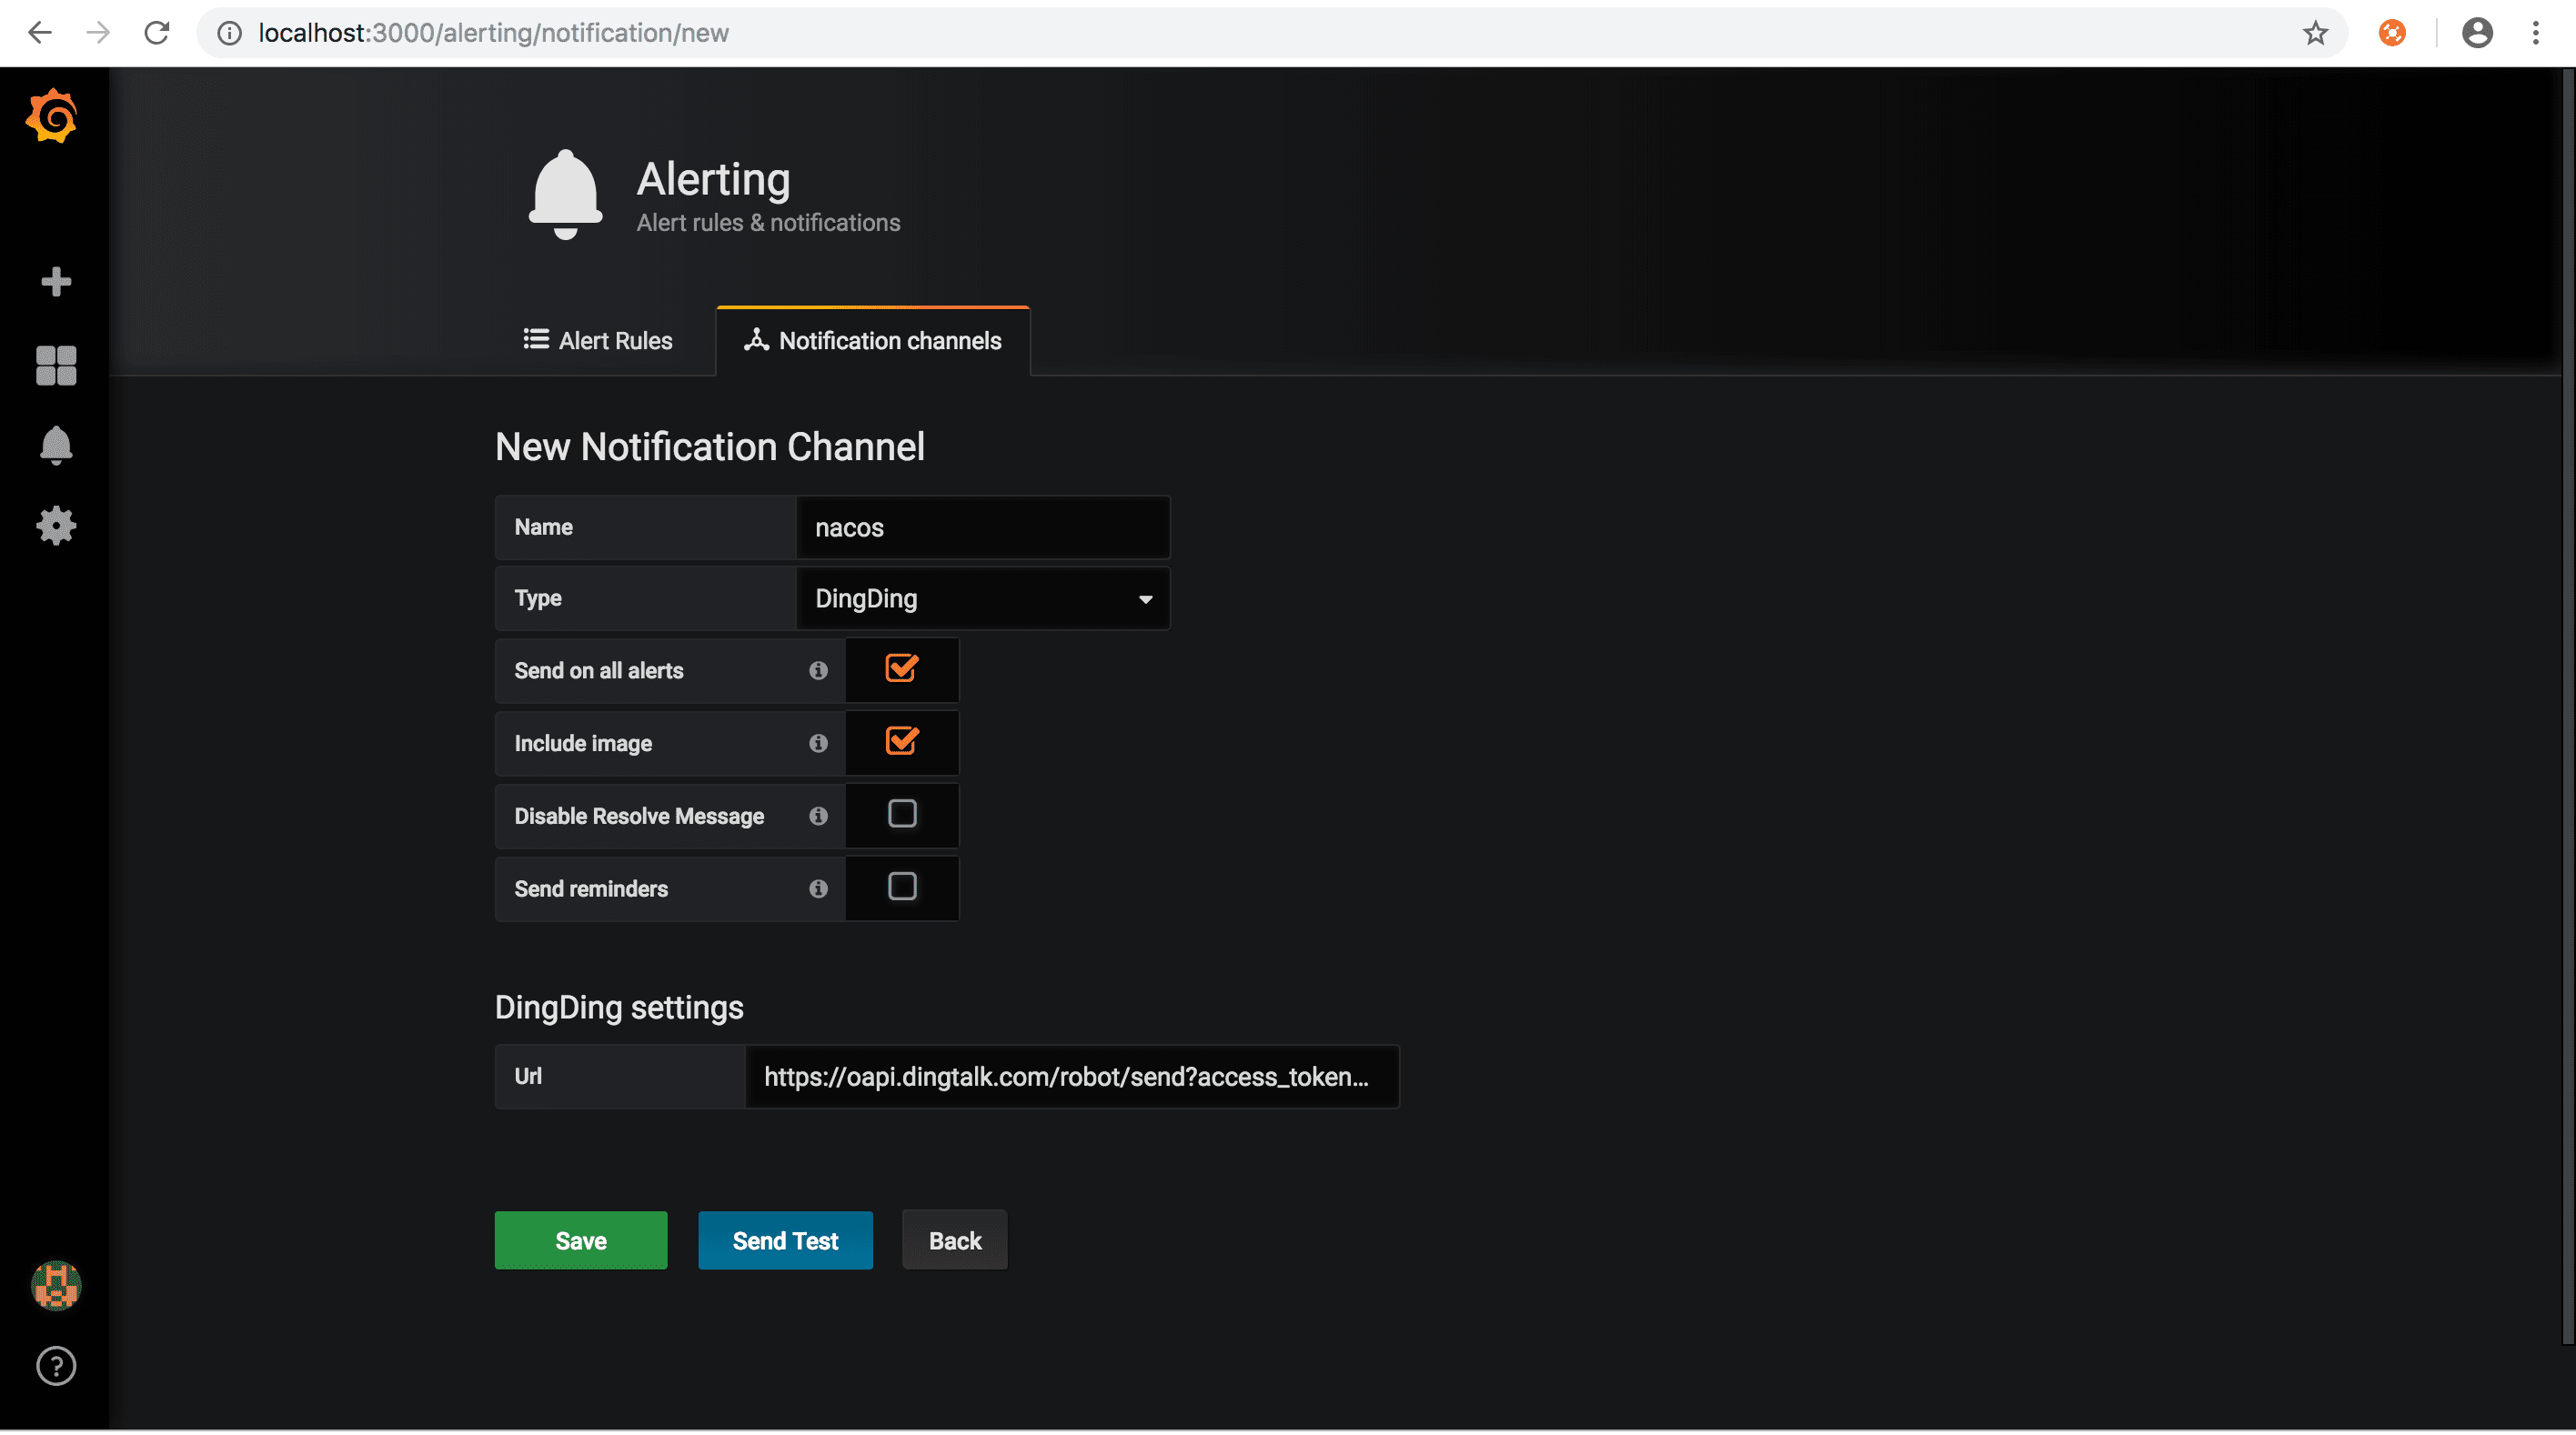 localhost:3000/alerting/notification/new
Alerting
Alert rules & notifications
Alert Rules
Notification channels
New Notification Channel
Name
nacos
Type
DingDing
Send on all alerts
Include image
Disable Resolve Message
Send reminders
DingDing settings
Url
https://oapi.dingtalk.com/robot/send?access_token...
Save
Send Test
Back